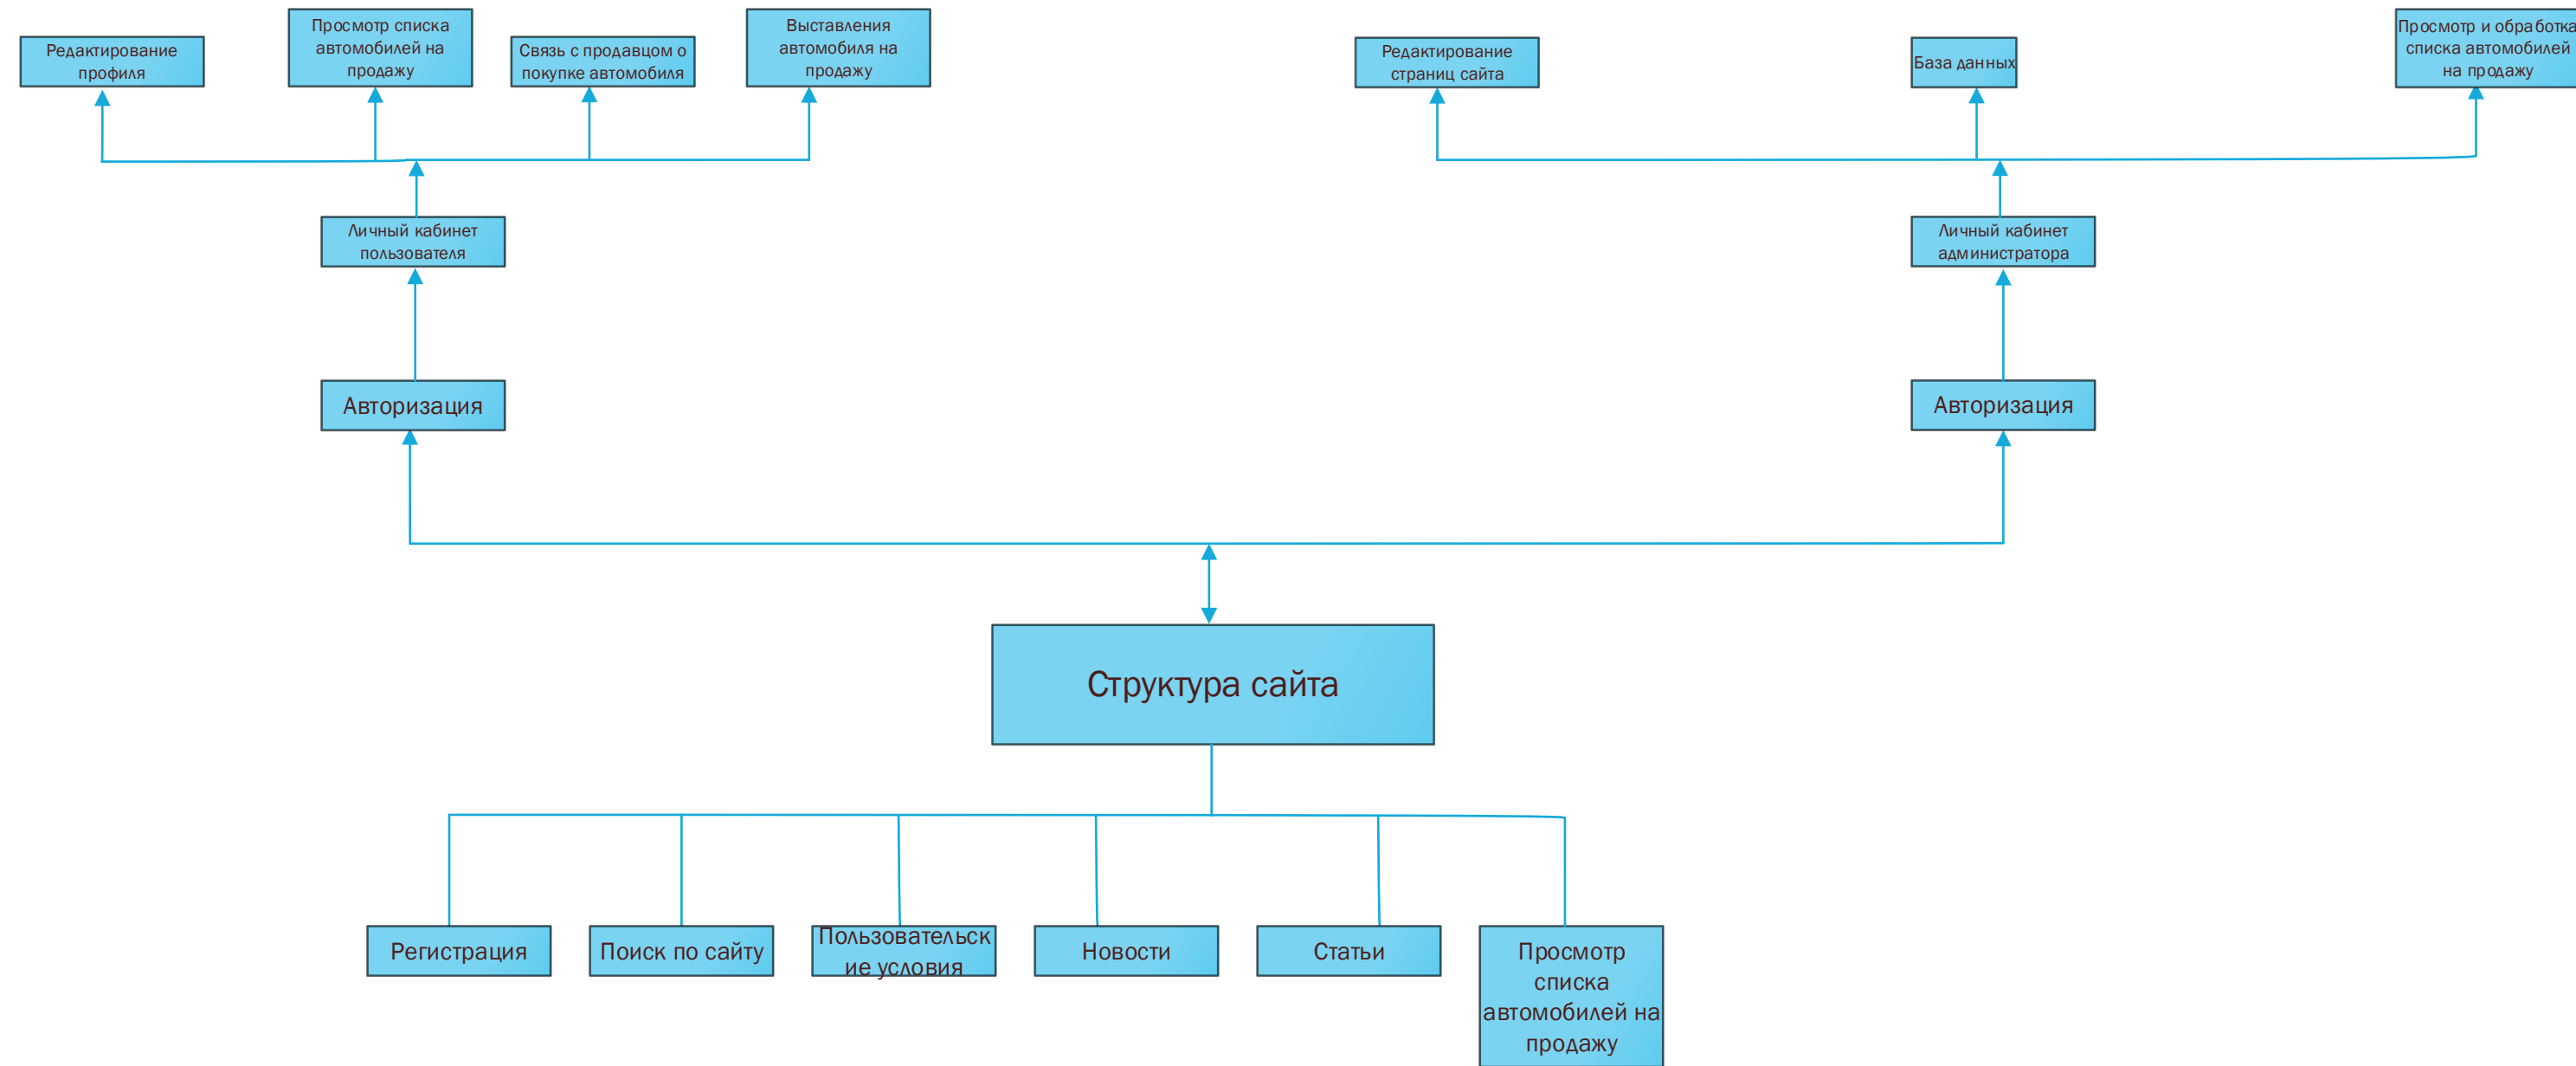 Редактирование
профиля
Просмотр списка
автомобилей на
продажу
Связь с продавцом о
покупке автомобиля
Выставления
автомобиля на
продажу
Редактирование
страниц сайта
База данных
Просмотр и обработка
списка автомобилей
на продажу
Личный кабинет
пользователя
Личный кабинет
администратора
Авторизация
Авторизация
Структура сайта
Регистрация
Поиск по сайту
Пользовательск
ие условия
Новости
Статьи
Просмотр
списка
автомобилей на
продажу